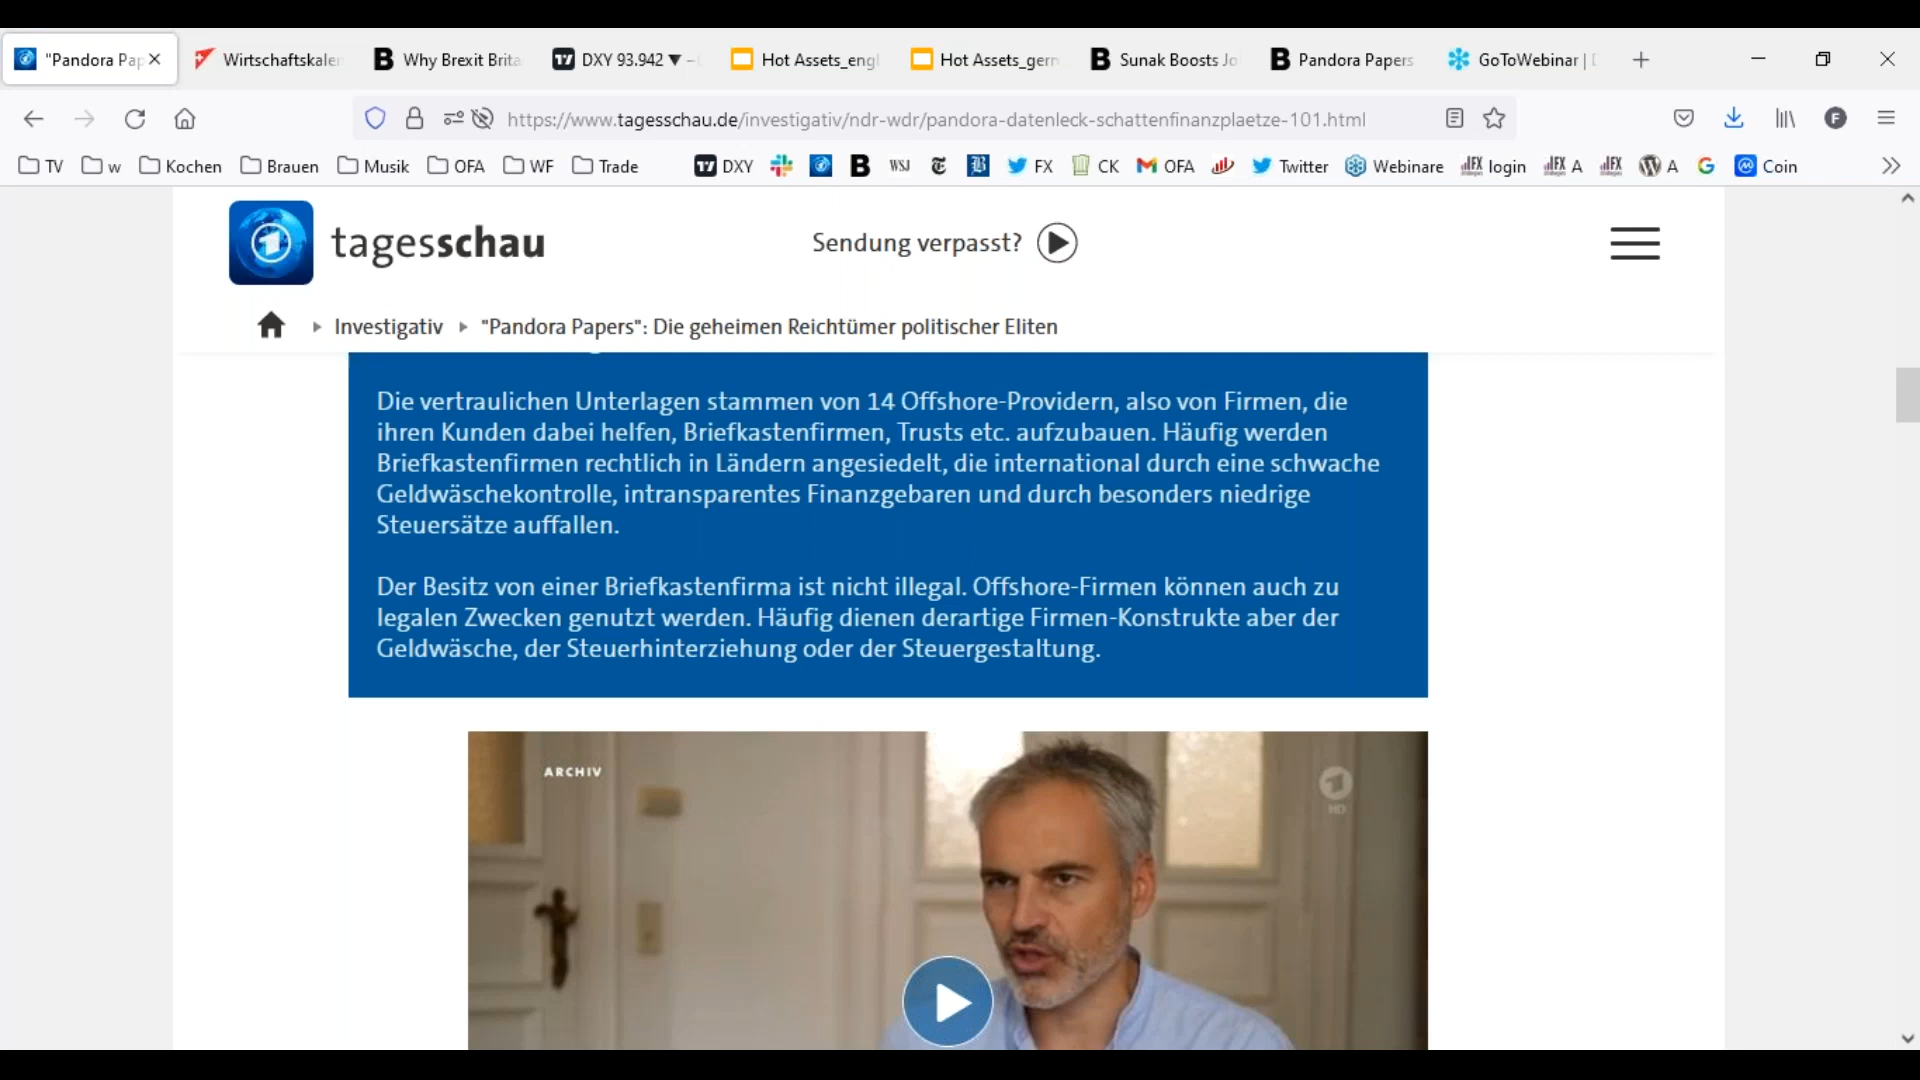 "Pandora Pap
Wirtschaftskalen
Why Brexit Brita
DXY 93.942 ▼ −
Hot Assets_engl
Hot Assets_germ
Sunak Boosts Jo
Pandora Papers
GoToWebinar |
https://www.tagesschau.de/investigativ/ndr-wdr/pandora-datenleck-schattenfinanzplaetze-101.html
TV
w
Kochen
Brauen
Musik
OFA
WF
Trade
DXY
WSJ
FX
CK
OFA
Twitter
Webinare
login
A
A
Coin
tagesschau
Sendung verpasst?
Investigativ
"Pandora Papers": Die geheimen Reichtümer politischer Eliten
Die vertraulichen Unterlagen stammen von 14 Offshore-Providern, also von Firmen, die
ihren Kunden dabei helfen, Briefkastenfirmen, Trusts etc. aufzubauen. Häufig werden
Briefkastenfirmen rechtlich in Ländern angesiedelt, die international durch eine schwache
Geldwäschekontrolle, intransparentes Finanzgebaren und durch besonders niedrige
Steuersätze auffallen.
Der Besitz von einer Briefkastenfirma ist nicht illegal. Offshore-Firmen können auch zu
legalen Zwecken genutzt werden. Häufig dienen derartige Firmen-Konstrukte aber der
Geldwäsche, der Steuerhinterziehung oder der Steuergestaltung.
ARCHIV
HD